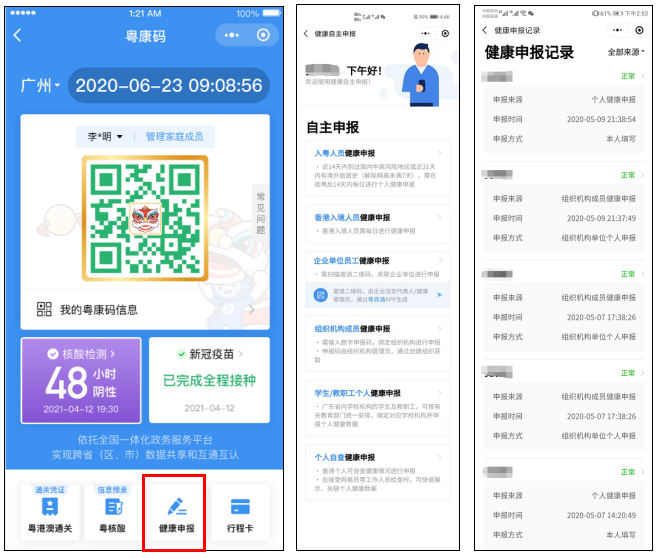 1:21 AM
100%
粤康码
广州
2020-06-23 09:08:56
李*明
管理家庭成员
常见问题
我的粤康码信息
核酸检测
48 小时
阴性
2021-04-12 19:30
新冠疫苗
已完成全程接种
2021-04-12
依托全国一体化政务服务平台
实现跨省（区、市）数据共享和互通互认
通关凭证
粤港澳通关
信息预录
粤核酸
健康申报
行程卡
99% 4:46
健康自主申报
下午好！
欢迎使用健康自主申报！
自主申报
入粤人员健康申报
• 近14天内到过国内中高风险地区或近21天
内有境外旅居史（解除隔离未满7天），需在
抵粤后14天内每日进行个人健康申报
香港入境人员健康申报
• 香港入境人员需每日进行健康申报
企业单位员工健康申报
• 需扫描邀请二维码，关联企业单位进行申报
邀请二维码，由企业法定代表人/健康
管理员，通过粤商通APP生成
组织机构成员健康申报
• 需输入数字申报码，绑定组织机构进行申报
• 申报码由组织机构管理员，通过创建组织获
取
学生/教职工个人健康申报
• 广东省内学校机构的学生及教职工，可按有
关教育部门统一安排，绑定对应学校机构并申
报个人健康数据
个人自查健康申报
• 普通个人可自查健康情况进行申报
• 在接受网格员等工作人员检查时，可快速展
示、关联个人健康数据
61% 下午2:53
健康申报记录
健康申报记录
全部来源
正常
申报来源 个人健康申报
申报时间 2020-05-09 21:38:54
申报方式 本人填写
正常
申报来源 组织机构成员健康申报
申报时间 2020-05-09 21:37:49
申报方式 组织机构单位个人申报
正常
申报来源 组织机构成员健康申报
申报时间 2020-05-07 17:38:26
申报方式 组织机构单位个人申报
正常
申报来源 组织机构成员健康申报
申报时间 2020-05-07 17:38:26
申报方式 组织机构单位个人申报
正常
申报来源 个人健康申报
申报时间 2020-05-07 14:20:49
申报方式 本人填写